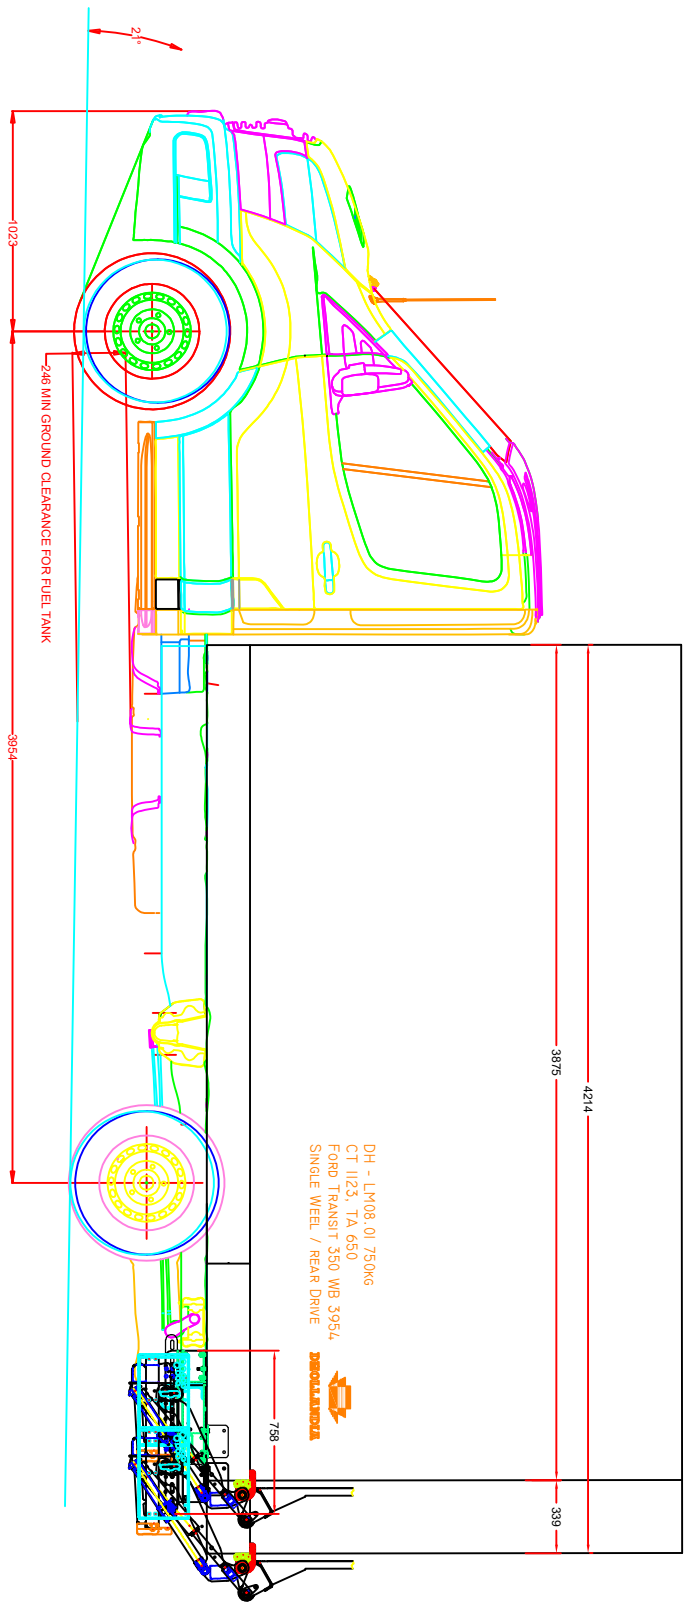 21°
1023
246 MIN GROUND CLEARANCE FOR FUEL TANK
3954
3875
4214
DH - LM08.01 750KG
CT 1123, TA 650
FORD TRANSIT 350 WB 3954
SINGLE WEEL / REAR DRIVE
DHOLLANDIA
758
339